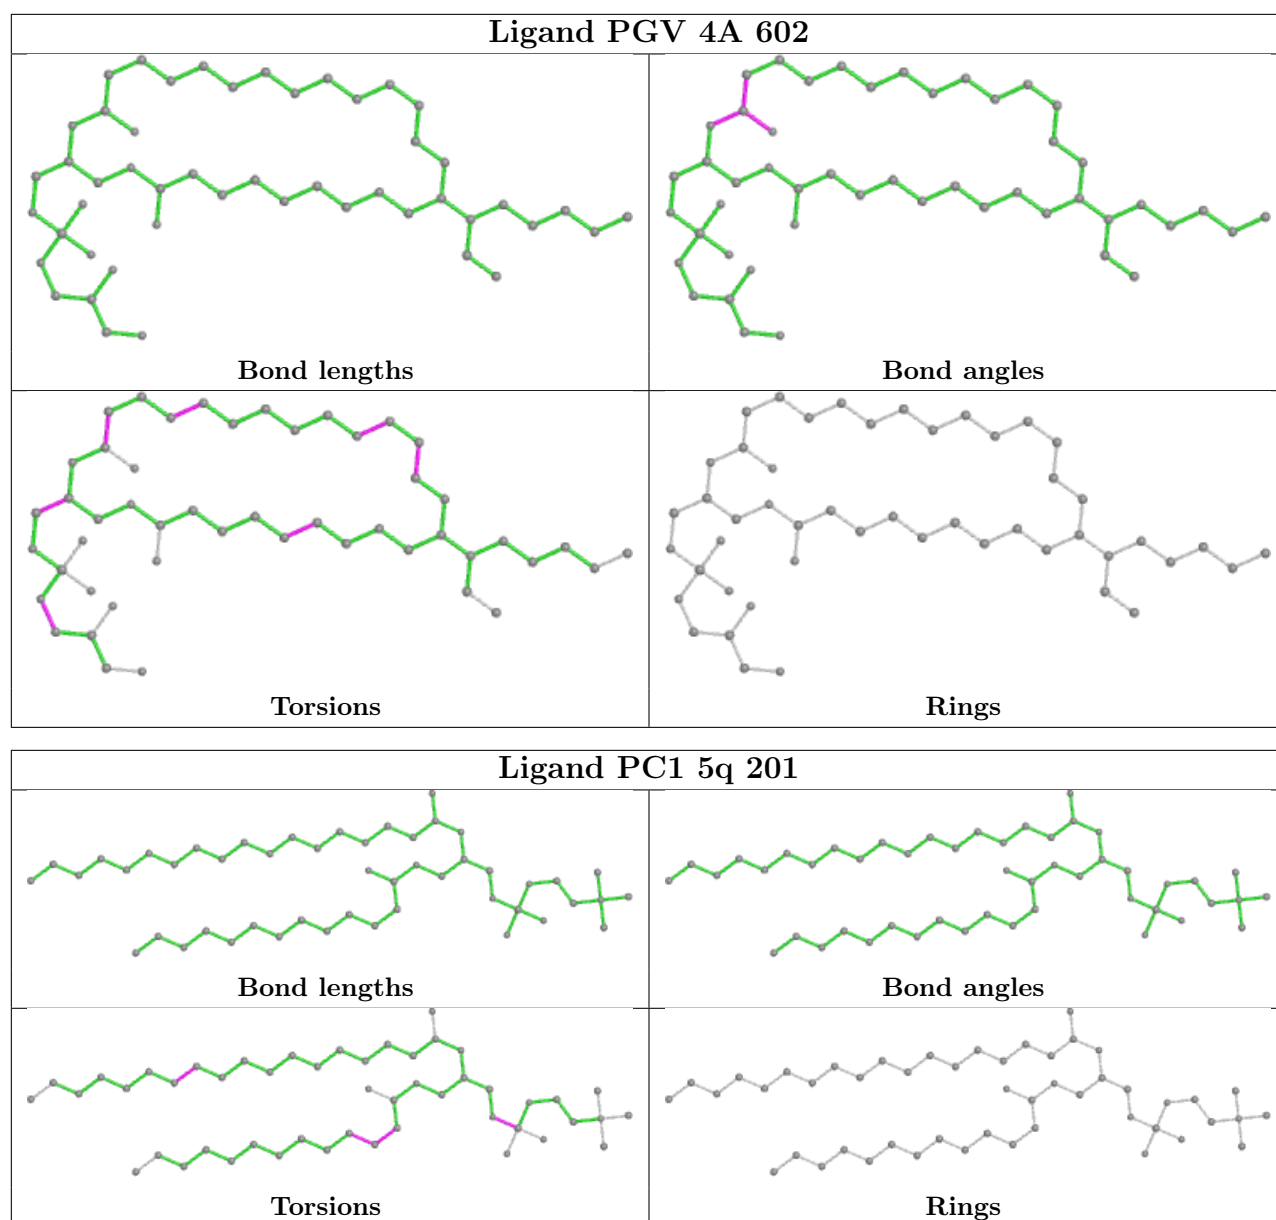 Ligand PGV 4A 602
Bond lengths
Bond angles
Torsions
Rings
Ligand PC1 5q 201
Bond lengths
Bond angles
Torsions
Rings